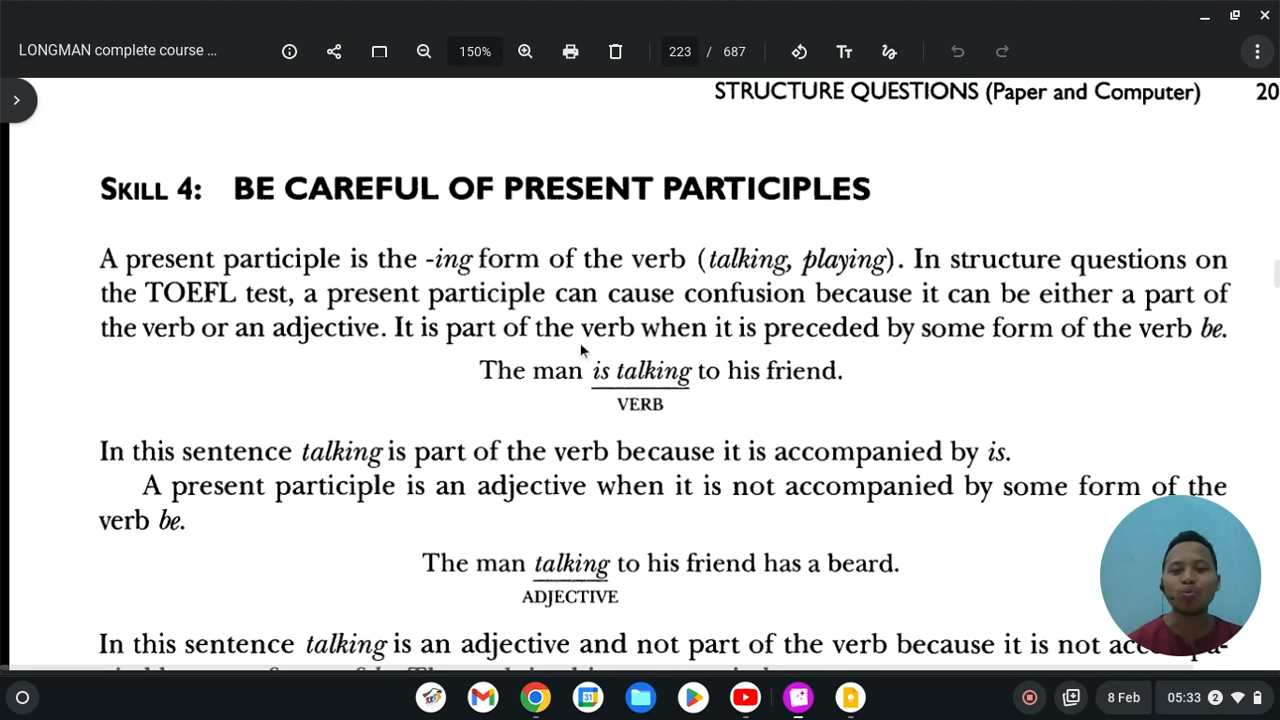 LONGMAN complete course ...
150%
223 / 687
STRUCTURE QUESTIONS (Paper and Computer) 20
SKILL 4: BE CAREFUL OF PRESENT PARTICIPLES
A present participle is the -ing form of the verb (talking, playing). In structure questions on
the TOEFL test, a present participle can cause confusion because it can be either a part of
the verb or an adjective. It is part of the verb when it is preceded by some form of the verb be.
The man is talking to his friend.
VERB
In this sentence talking is part of the verb because it is accompanied by is.
A present participle is an adjective when it is not accompanied by some form of the
verb be.
The man talking to his friend has a beard.
ADJECTIVE
In this sentence talking is an adjective and not part of the verb because it is not
31
8 Feb
05:33 2